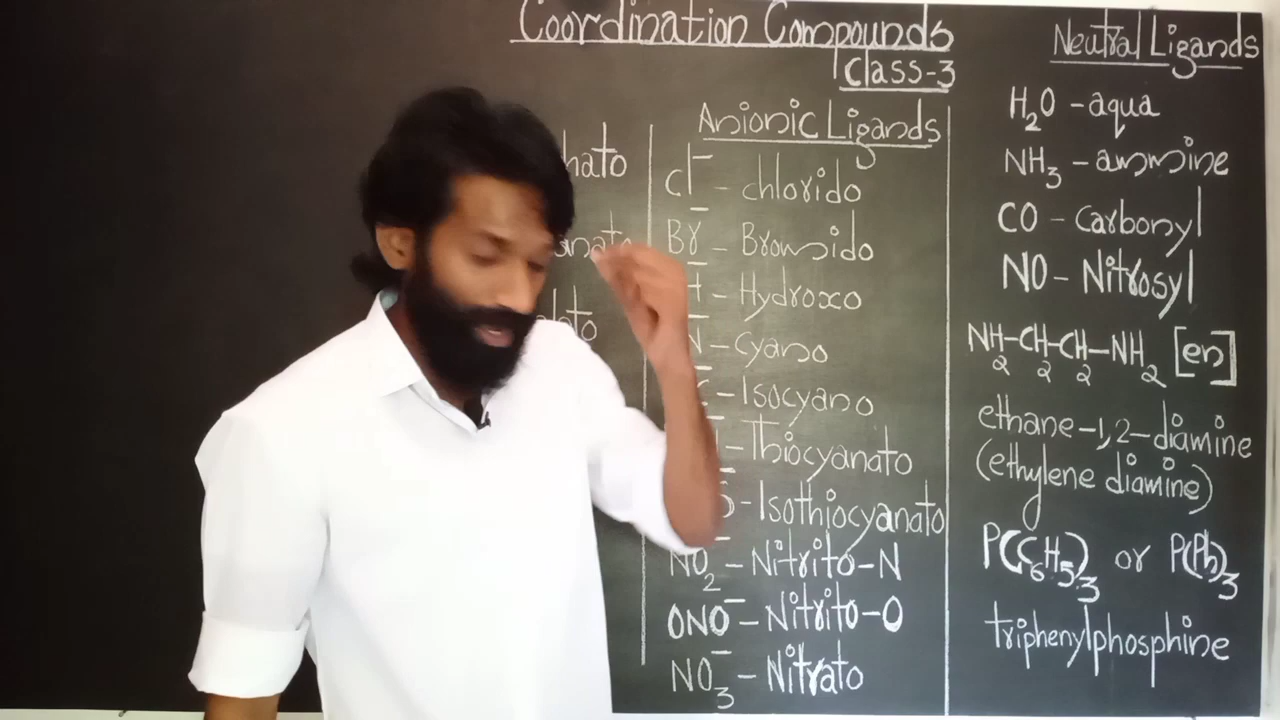 Coordination Compounds
Class-3
Anionic Ligands
Cl⁻ - chlorido
Br⁻ - Bromido
- Hydroxo
- Cyano
- Isocyano
- Thiocyanato
- Isothiocyanato
NO₂⁻ - Nitrito-N
ONO⁻ - Nitrito-O
NO₃⁻ - Nitrato
Neutral Ligands
H₂O - aqua
NH₃ - ammine
CO - Carbonyl
NO - Nitrosyl
NH₂-CH₂-CH₂-NH₂ [en]
ethane-1,2-diamine
(ethylene diamine)
P(C₆H₅)₃ or P(Ph)₃
triphenylphosphine